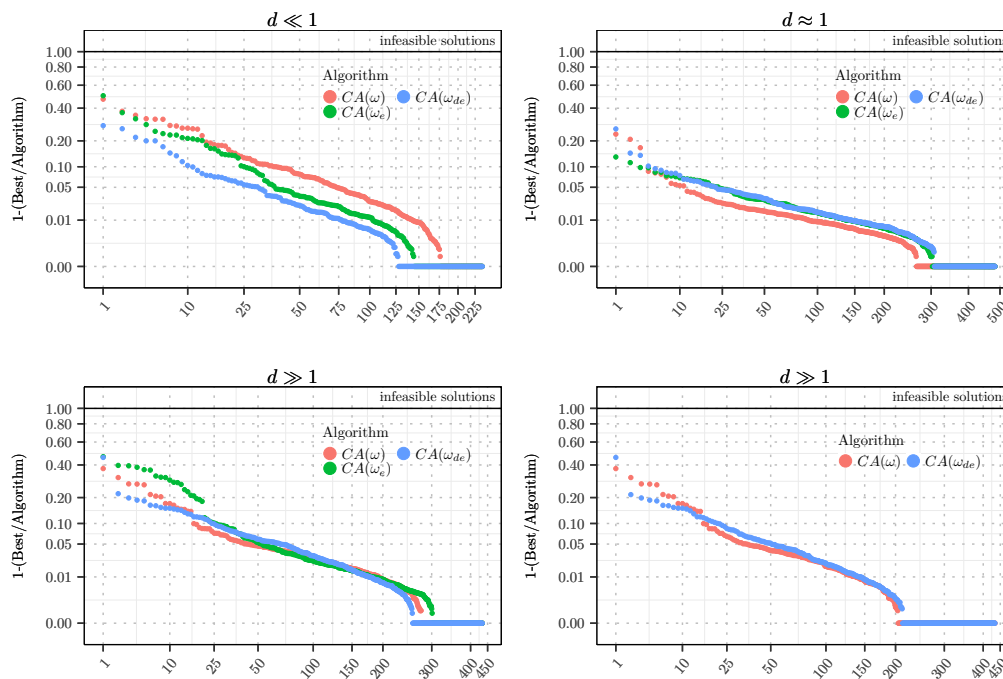 d ≪ 1
infeasible solutions
1-(Best/Algorithm)
1.00
0.80
0.60
0.40
0.20
0.10
0.05
0.01
0.00
Algorithm
CA(ω) CA(ω_{de})
CA(ω_e)
1 10 25 50 75 100 125 150 175 200 225
d ≈ 1
infeasible solutions
1-(Best/Algorithm)
1.00
0.80
0.60
0.40
0.20
0.10
0.05
0.01
0.00
Algorithm
CA(ω) CA(ω_{de})
CA(ω_e)
1 10 25 50 100 200 300 400 500
d ≫ 1
infeasible solutions
1-(Best/Algorithm)
1.00
0.80
0.60
0.40
0.20
0.10
0.05
0.01
0.00
Algorithm
CA(ω) CA(ω_{de})
CA(ω_e)
1 10 25 50 100 150 200 300 400 450
d ≫ 1
infeasible solutions
1-(Best/Algorithm)
1.00
0.80
0.60
0.40
0.20
0.10
0.05
0.01
0.00
Algorithm
CA(ω) CA(ω_{de})
1 10 25 50 100 150 200 300 400 450